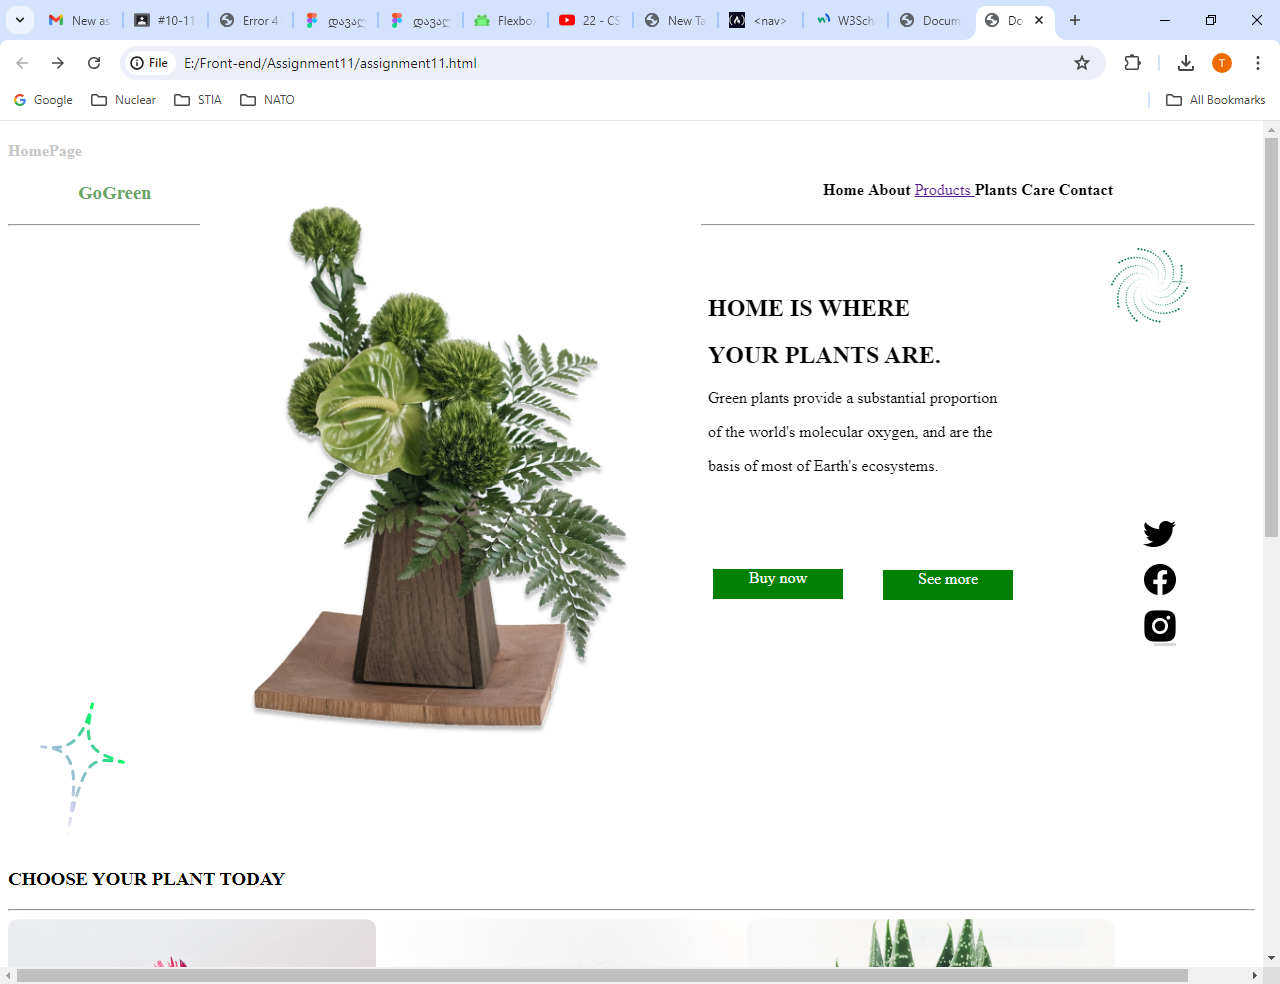 New as
#10-11
Error 4
დავალ
დავალ
Flexbo
22 - CS
New Ta
<nav>
W3Sch
Docum
Do
File
E:/Front-end/Assignment11/assignment11.html
T
Google
Nuclear
STIA
NATO
All Bookmarks
HomePage
GoGreen
Home About Products Plants Care Contact
HOME IS WHERE
YOUR PLANTS ARE.
Green plants provide a substantial proportion
of the world's molecular oxygen, and are the
basis of most of Earth's ecosystems.
Buy now
See more
CHOOSE YOUR PLANT TODAY